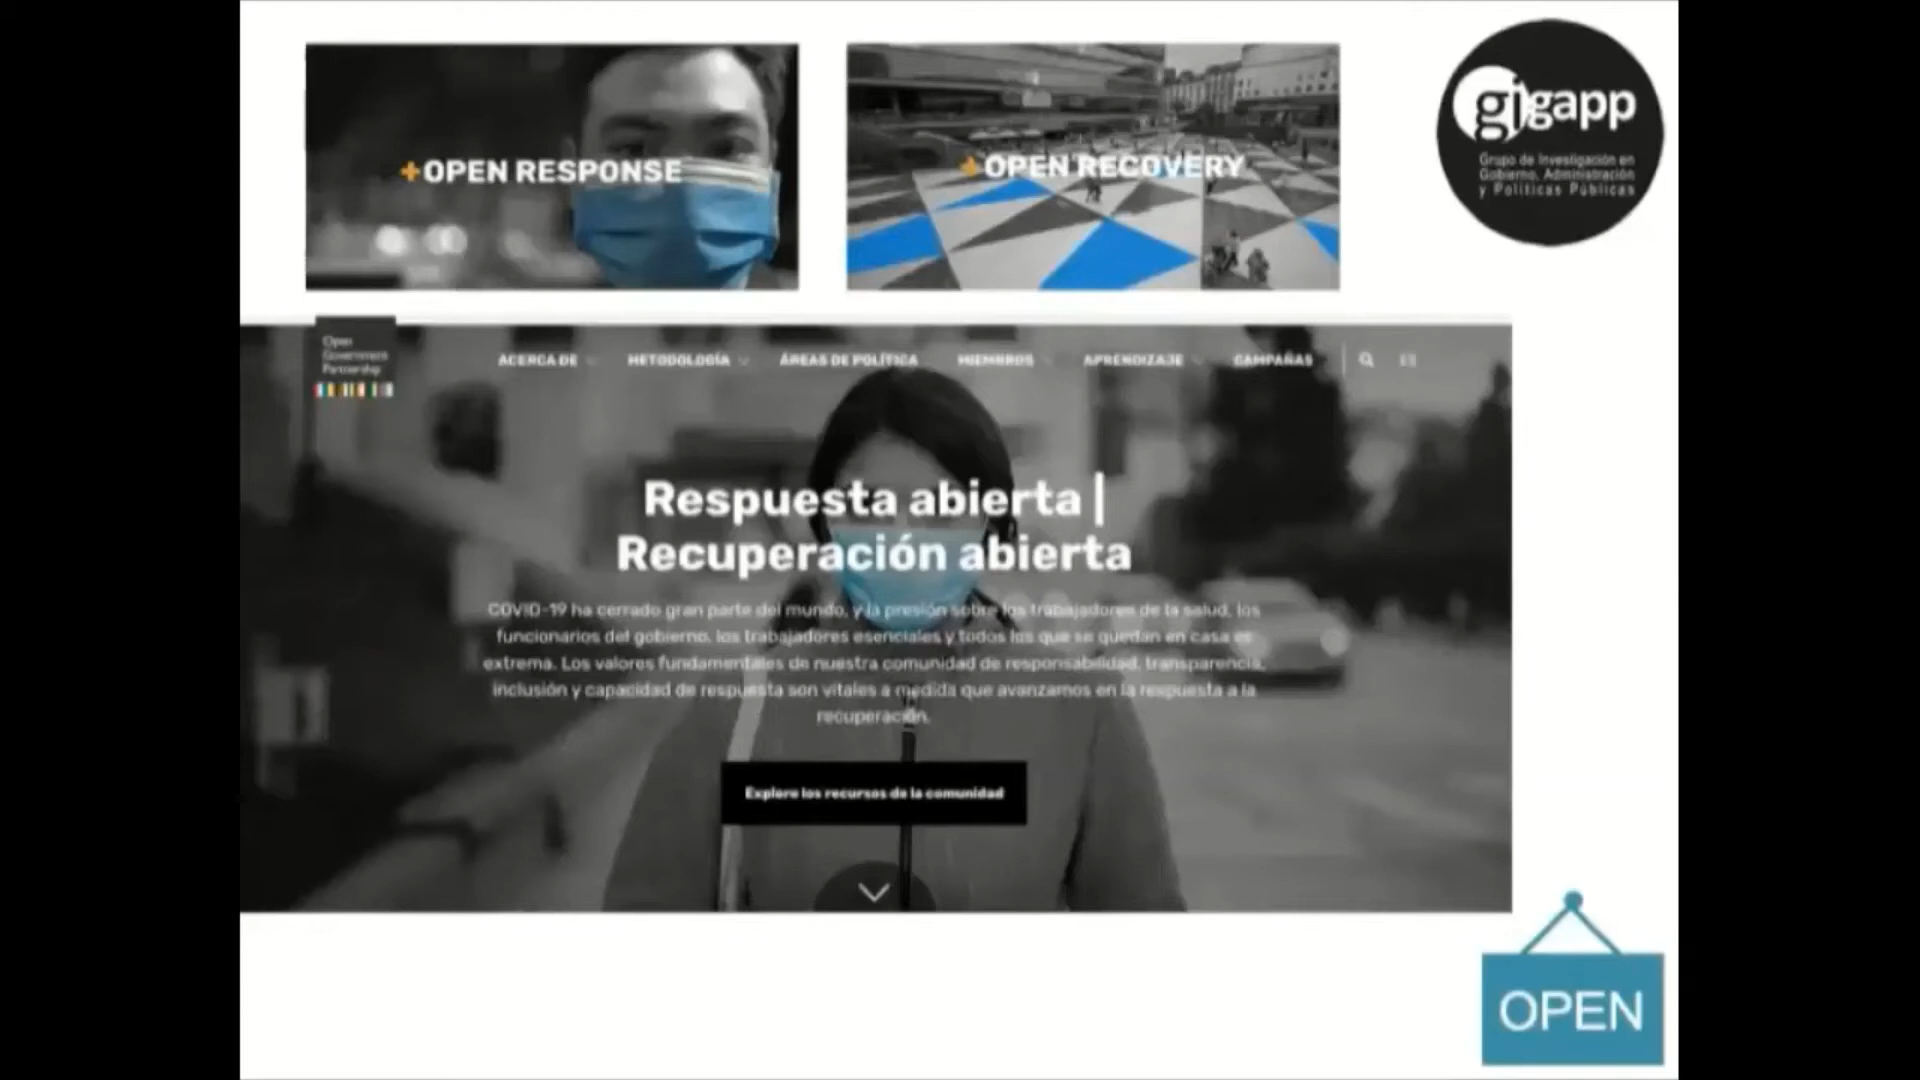 +OPEN RESPONSE
+OPEN RECOVERY
gigapp
Grupo de Investigación en
Gobierno, Administración
y Políticas Públicas
Open
Government
Partnership
ACERCA DE
METODOLOGÍA
ÁREAS DE POLÍTICA
MIEMBROS
APRENDIZAJE
CAMPAÑAS
ES
Respuesta abierta |
Recuperación abierta
COVID-19 ha cerrado gran parte del mundo, y la presión sobre los trabajadores de la salud, los
funcionarios del gobierno, los trabajadores esenciales y todos los que se quedan en casa es
extrema. Los valores fundamentales de nuestra comunidad de responsabilidad, transparencia,
inclusión y capacidad de respuesta son vitales a medida que avanzamos en la respuesta a la
recuperación.
Explore los recursos de la comunidad
OPEN